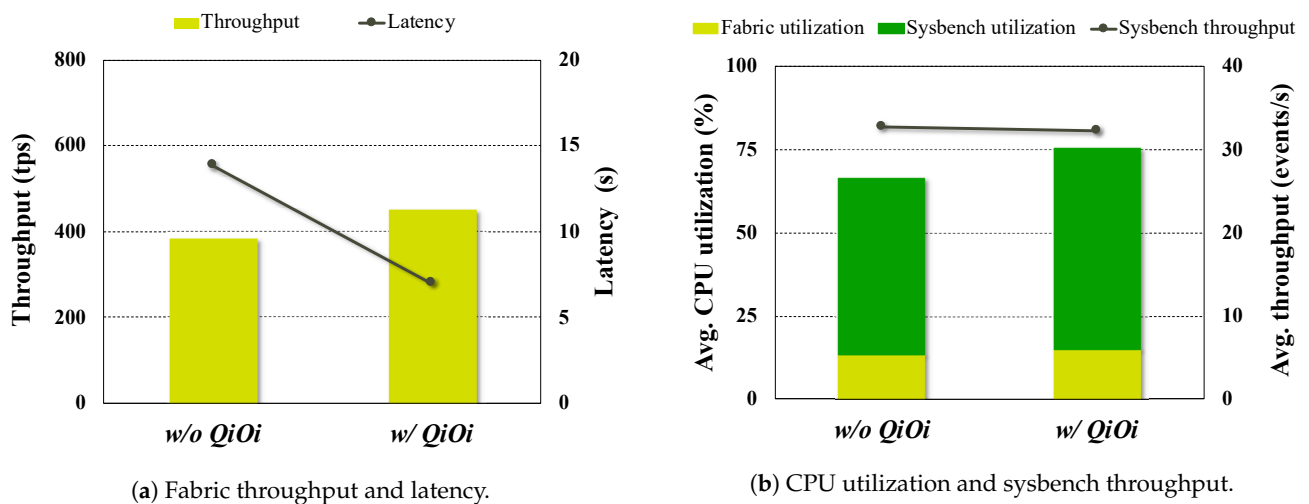 Throughput Latency
800
600
400
200
0
Throughput (tps)
20
15
10
5
0
Latency (s)
w/o QiOi w/ QiOi
(a) Fabric throughput and latency.
Fabric utilization Sysbench utilization Sysbench throughput
100
75
50
25
0
Avg. CPU utilization (%)
40
30
20
10
0
Avg. throughput (events/s)
w/o QiOi w/ QiOi
(b) CPU utilization and sysbench throughput.